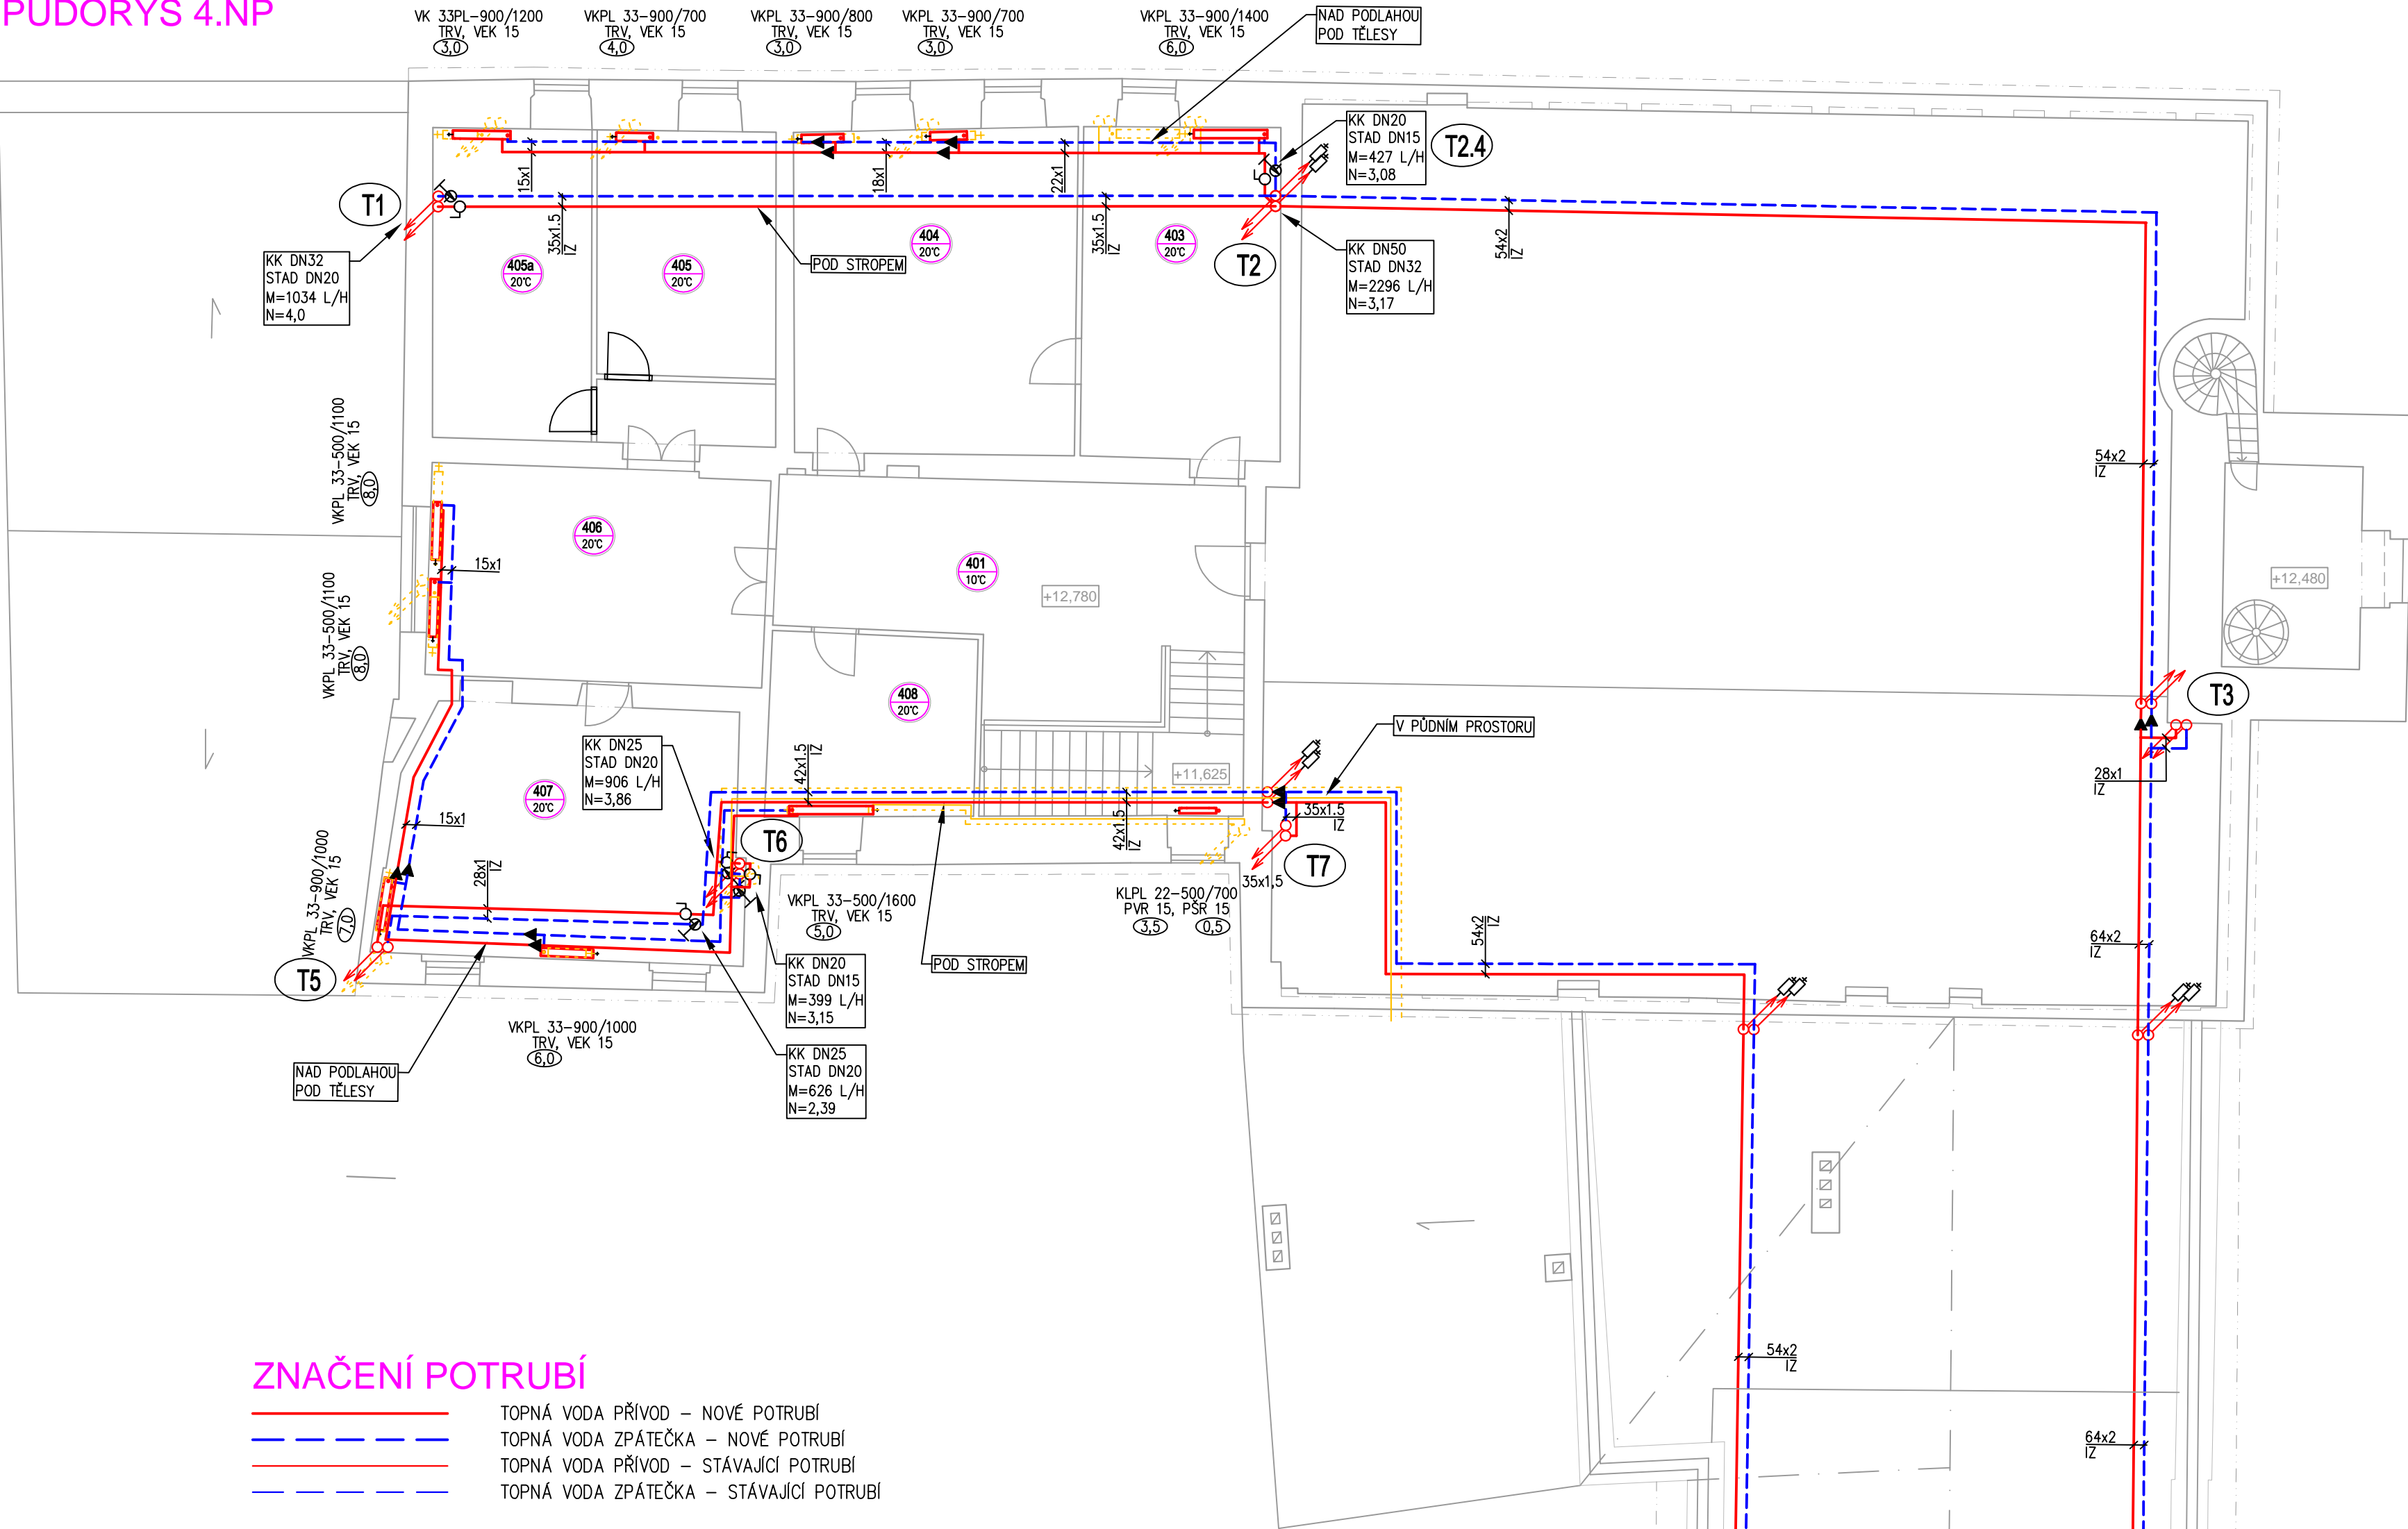 PŮDORYS 4.NP
VK 33PL-900/1200
TRV, VEK 15
3,0
VKPL 33-900/700
TRV, VEK 15
4,0
VKPL 33-900/800
TRV, VEK 15
3,0
VKPL 33-900/700
TRV, VEK 15
3,0
VKPL 33-900/1400
TRV, VEK 15
6,0
NAD PODLAHOU
POD TĚLESY
KK DN20
STAD DN15
M=427 L/H
N=3,08
T2.4
15x1
18x1
22x1
T1
35x1.5
IZ
35x1.5
IZ
54x2
IZ
KK DN32
STAD DN20
M=1034 L/H
N=4,0
405a
20°C
405
20°C
POD STROPEM
404
20°C
403
20°C
T2
KK DN50
STAD DN32
M=2296 L/H
N=3,17
VKPL 33-500/1100
TRV, VEK 15
8,0
54x2
IZ
406
20°C
15x1
401
10°C
+12,780
+12,480
VKPL 33-500/1100
TRV, VEK 15
8,0
408
20°C
T3
V PŮDNÍM PROSTORU
KK DN25
STAD DN20
M=906 L/H
N=3,86
42x1.5
IZ
+11,625
28x1
IZ
407
20°C
15x1
42x1.5
IZ
35x1.5
IZ
T6
T7
35x1,5
VKPL 33-900/1000
TRV, VEK 15
7,0
28x1
IZ
VKPL 33-500/1600
TRV, VEK 15
5,0
KLPL 22-500/700
PVR 15, PŠR 15
3,5
0,5
54x2
IZ
64x2
IZ
T5
POD STROPEM
KK DN20
STAD DN15
M=399 L/H
N=3,15
VKPL 33-900/1000
TRV, VEK 15
6,0
NAD PODLAHOU
POD TĚLESY
KK DN25
STAD DN20
M=626 L/H
N=2,39
54x2
IZ
64x2
IZ
ZNAČENÍ POTRUBÍ
TOPNÁ VODA PŘÍVOD – NOVÉ POTRUBÍ
TOPNÁ VODA ZPÁTEČKA – NOVÉ POTRUBÍ
TOPNÁ VODA PŘÍVOD – STÁVAJÍCÍ POTRUBÍ
TOPNÁ VODA ZPÁTEČKA – STÁVAJÍCÍ POTRUBÍ